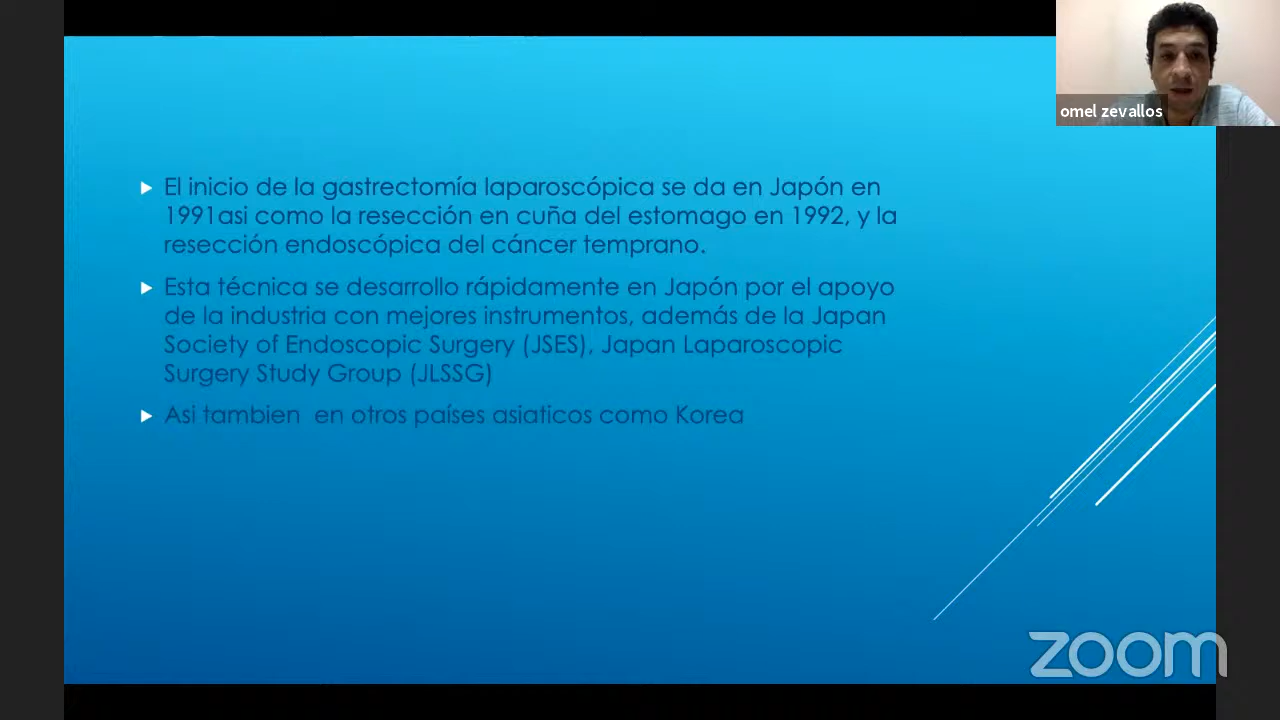 omel zevallos
El inicio de la gastrectomía laparoscópica se da en Japón en
1991asi como la resección en cuña del estomago en 1992, y la
resección endoscópica del cáncer temprano.
Esta técnica se desarrollo rápidamente en Japón por el apoyo
de la industria con mejores instrumentos, además de la Japan
Society of Endoscopic Surgery (JSES), Japan Laparoscopic
Surgery Study Group (JLSSG)
Asi tambien  en otros países asiaticos como Korea
zoom